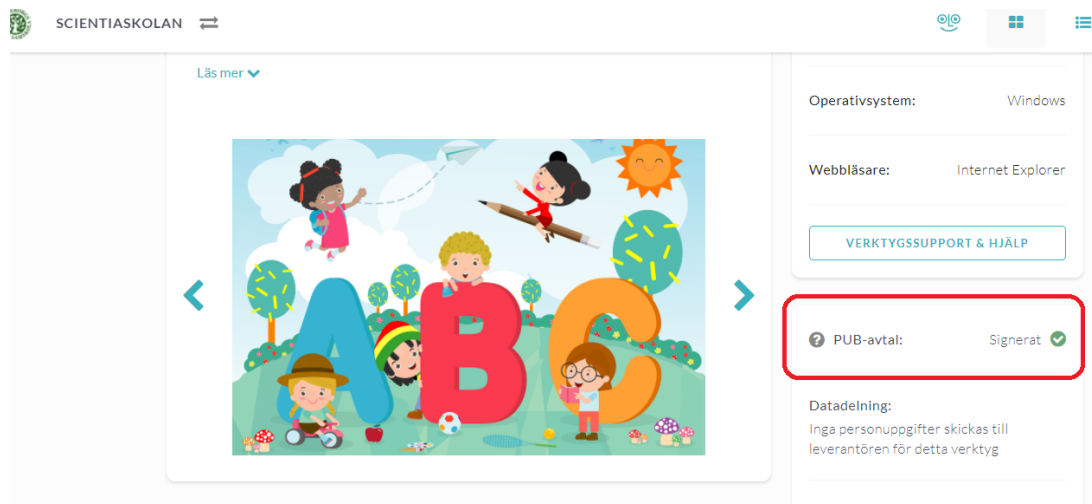 SCIENTIASKOLAN
Läs mer
ABC
Operativsystem: Windows
Webbläsare: Internet Explorer
VERKTYGSSUPPORT & HJÄLP
PUB-avtal: Signerat
Datadelning:
Inga personuppgifter skickas till
leverantören för detta verktyg